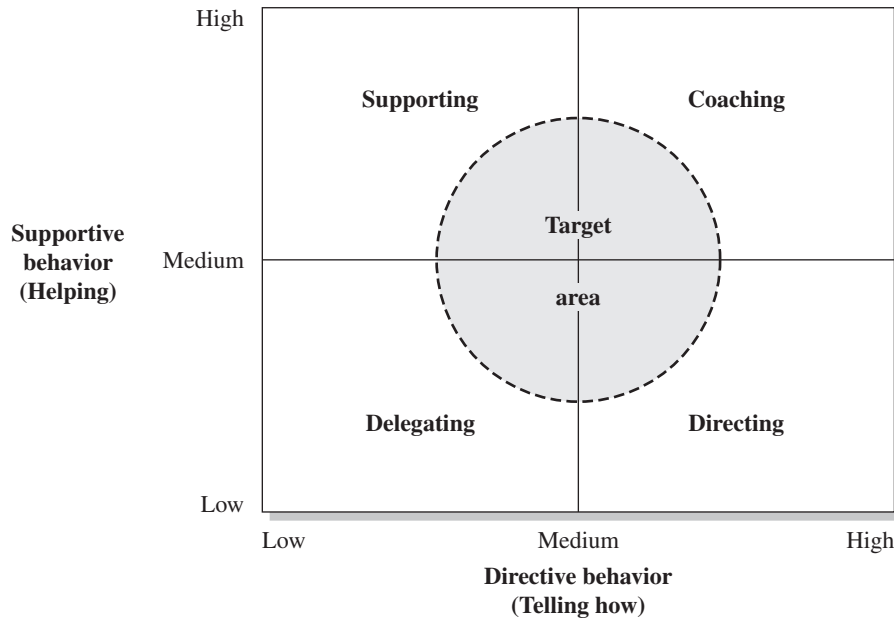 High
Supporting
Coaching
Target
Supportive
behavior
(Helping)
Medium
area
Delegating
Directing
Low
Low
Medium
High
Directive behavior
(Telling how)